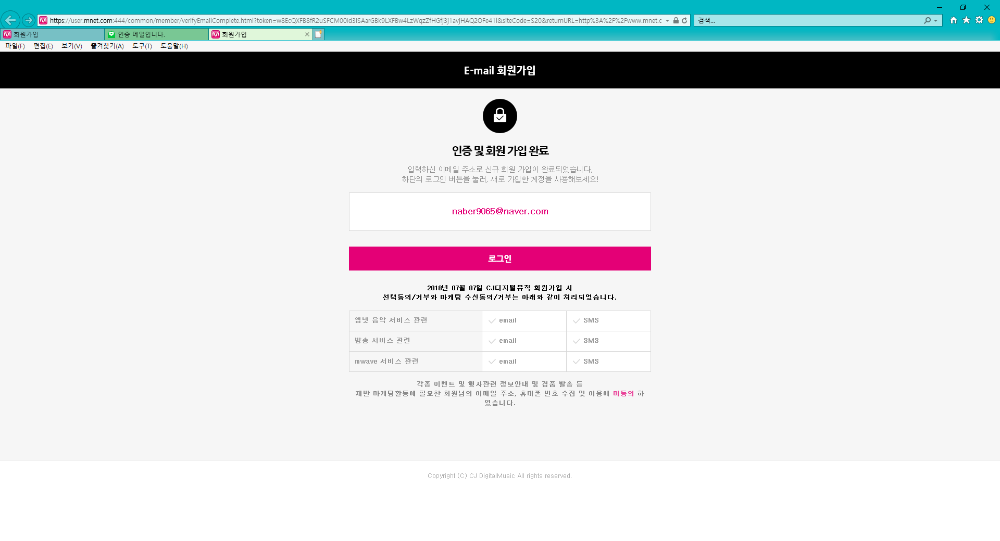 https://user.mnet.com:444/common/member/verifyEmailComplete.html?token=w8EcQXFB8fR2uSFCM00Id3iSAarGBk9LXFBw4LzWqzZfHGfj3j1avjHAQ2OFe41l&siteCode=S20&returnURL=http%3A%2F%2Fwww.mnet.c
검색...
회원가입
인증 메일입니다.
회원가입
파일(F) 편집(E) 보기(V) 즐겨찾기(A) 도구(T) 도움말(H)
E-mail 회원가입
인증 및 회원 가입 완료
입력하신 이메일 주소로 신규 회원 가입이 완료되었습니다.
하단의 로그인 버튼을 눌러, 새로 가입한 계정을 사용해보세요!
naber9065@naver.com
로그인
2018년 07월 07일 CJ디지털뮤직 회원가입 시
선택동의/거부와 마케팅 수신동의/거부는 아래와 같이 처리되었습니다.
엠넷 음악 서비스 관련 email SMS
방송 서비스 관련 email SMS
mwave 서비스 관련 email SMS
각종 이벤트 및 행사관련 정보안내 및 경품 발송 등
제반 마케팅활동에 필요한 회원님의 이메일 주소, 휴대폰 번호 수집 및 이용에 미동의 하
였습니다.
Copyright (C) CJ DigitalMusic All rights reserved.